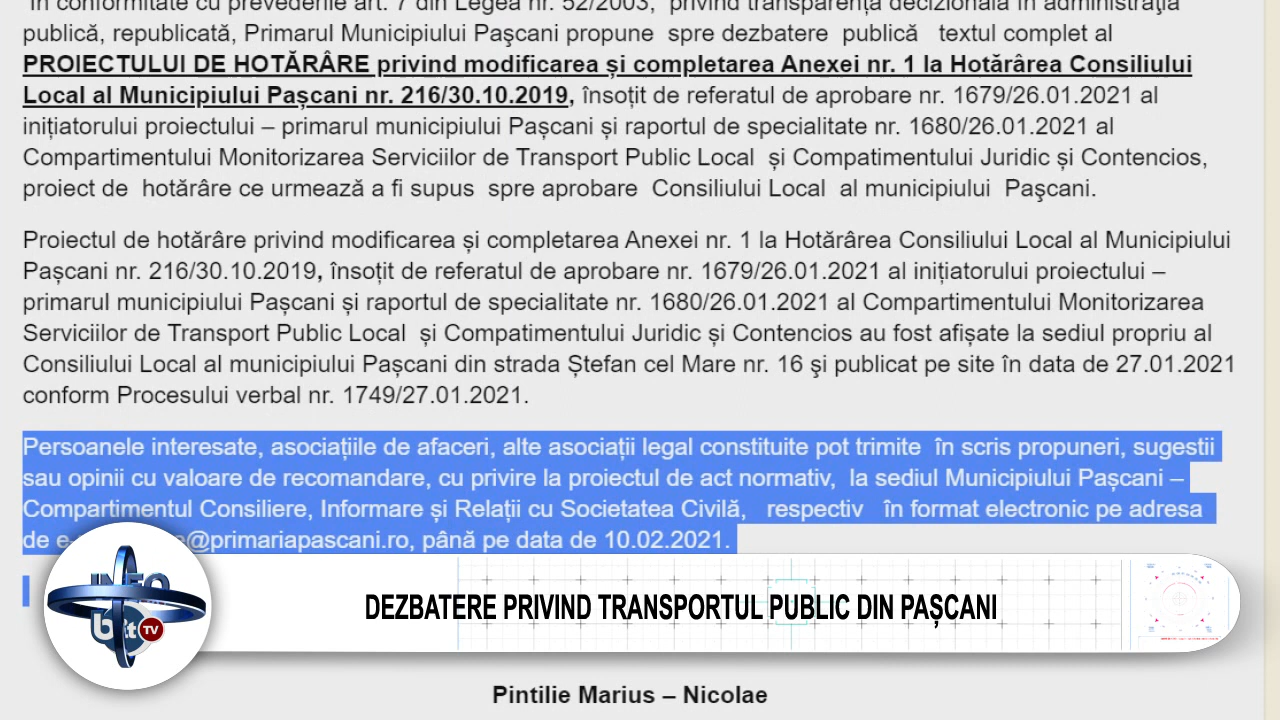 în conformitate cu prevederile art. 7 din Legea nr. 52/2003, privind transparența decizională în administraţia
publică, republicată, Primarul Municipiului Paşcani propune spre dezbatere publică textul complet al
PROIECTULUI DE HOTĂRÂRE privind modificarea și completarea Anexei nr. 1 la Hotărârea Consiliului
Local al Municipiului Pașcani nr. 216/30.10.2019, însoțit de referatul de aprobare nr. 1679/26.01.2021 al
inițiatorului proiectului – primarul municipiului Pașcani și raportul de specialitate nr. 1680/26.01.2021 al
Compartimentului Monitorizarea Serviciilor de Transport Public Local și Compatimentului Juridic și Contencios,
proiect de hotărâre ce urmează a fi supus spre aprobare Consiliului Local al municipiului Paşcani.
Proiectul de hotărâre privind modificarea și completarea Anexei nr. 1 la Hotărârea Consiliului Local al Municipiului
Pașcani nr. 216/30.10.2019, însoțit de referatul de aprobare nr. 1679/26.01.2021 al inițiatorului proiectului –
primarul municipiului Pașcani și raportul de specialitate nr. 1680/26.01.2021 al Compartimentului Monitorizarea
Serviciilor de Transport Public Local și Compatimentului Juridic și Contencios au fost afișate la sediul propriu al
Consiliului Local al municipiului Pașcani din strada Ștefan cel Mare nr. 16 şi publicat pe site în data de 27.01.2021
conform Procesului verbal nr. 1749/27.01.2021.
Persoanele interesate, asociațiile de afaceri, alte asociații legal constituite pot trimite în scris propuneri, sugestii
sau opinii cu valoare de recomandare, cu privire la proiectul de act normativ, la sediul Municipiului Pașcani –
Compartimentul Consiliere, Informare și Relații cu Societatea Civilă, respectiv în format electronic pe adresa
de @primariapascani.ro, până pe data de 10.02.2021.
INFO
bit TV
DEZBATERE PRIVIND TRANSPORTUL PUBLIC DIN PAȘCANI
Pintilie Marius – Nicolae